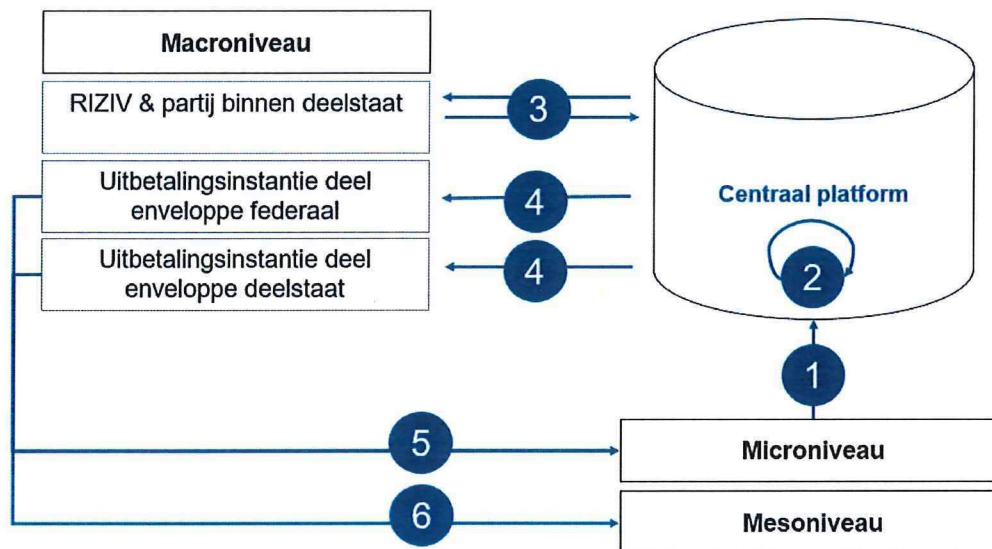 Macroniveau
RIZIV & partij binnen deelstaat
Uitbetalingsinstantie deel
enveloppe federaal
Uitbetalingsinstantie deel
enveloppe deelstaat
3
4
4
Centraal platform
2
1
5
Microniveau
6
Mesoniveau